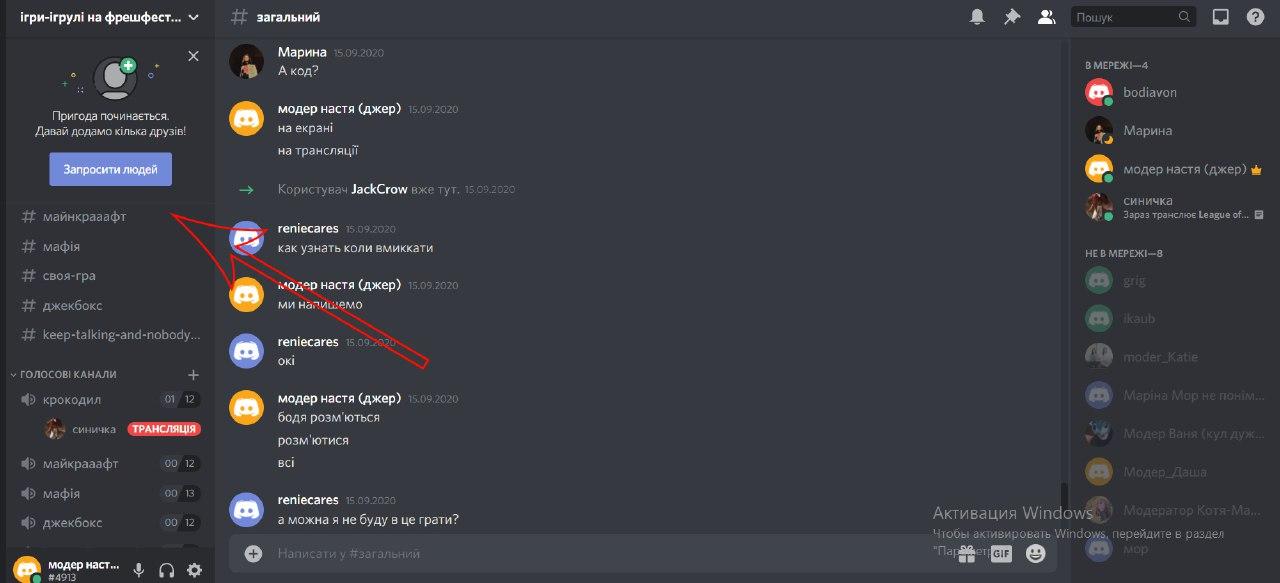 ігри-ігрулі на фрешфест...
Пригода починається.
Давай додамо кілька друзів!
Запросити людей
# майнкрааафт
# мафія
# своя-гра
# джекбокс
# keep-talking-and-nobody...
ГОЛОСОВІ КАНАЛИ
крокодил 01 12
синичка ТРАНСЛЯЦІЯ
майкрааафт 00 12
мафія 00 13
джекбокс 00 12
модер наст...
#4913
# загальний
Марина 15.09.2020
А код?
модер настя (джер) 15.09.2020
на екрані
на трансляції
Користувач JackCrow вже тут. 15.09.2020
reniecares 15.09.2020
как узнать коли вмиккати
модер настя (джер) 15.09.2020
ми напишемо
reniecares 15.09.2020
окі
модер настя (джер) 15.09.2020
бодя розм'ються
розм'ютися
всі
reniecares 15.09.2020
а можна я не буду в це грати?
Написати у #загальний
GIF
Пошук
В МЕРЕЖІ—4
bodiavon
Марина
модер настя (джер)
синичка
Зараз транслює League of...
НЕ В МЕРЕЖІ—8
grig
ikaub
moder_Katie
Маріна Мор не понім...
Модер Ваня (кул дуж...
Модер_Даша
Модератор Котя-Ма...
мор
Активация Windows
Чтобы активировать Windows, перейдите в раздел